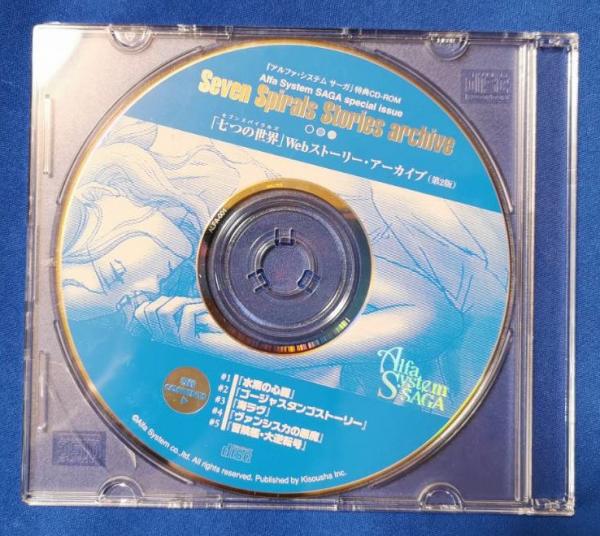 「アルファ・システム サーガ」特典CD-ROM
Alfa System SAGA special issue
Seven Spirals Stories archive
セブンスパイラルズ
「七つの世界」Webストーリー・アーカイブ(第2版)
ALFA-001
Alfa
System
SAGA
#1「水面の心臓」
#2「ゴージャスタンゴストーリー」
#3「海ラヴ」
#4「ヴァンシスカの悪魔」
#5「冒険艦・大逆転号」
©Alfa System co.,ltd. All rights reserved. Published by Kisousha Inc.